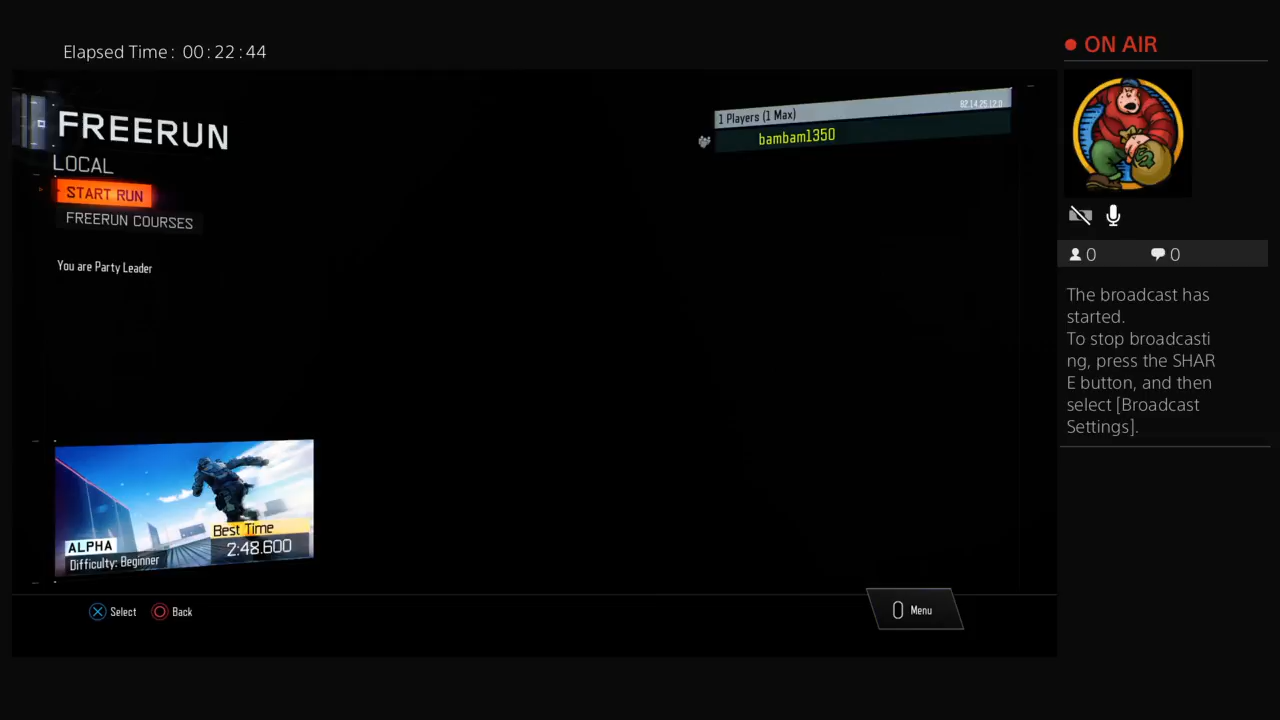 Elapsed Time: 00:22:44
ON AIR
FREERUN
LOCAL
START RUN
FREERUN COURSES
You are Party Leader
1 Players (1 Max)
bambam1350
0 0
The broadcast has
started.
To stop broadcasti
ng, press the SHAR
E button, and then
select [Broadcast
Settings].
Best Time
2:48.600
ALPHA
Difficulty: Beginner
Select Back
Menu